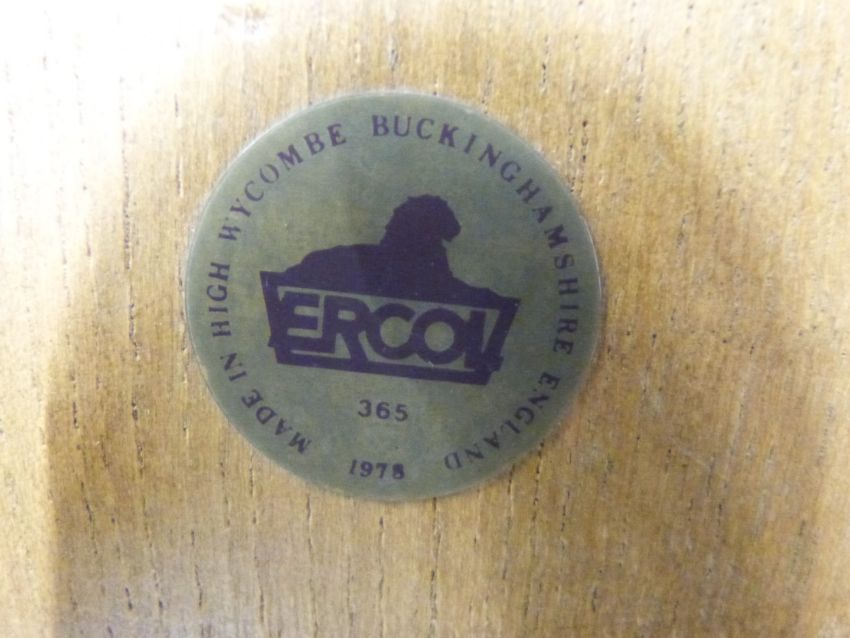 MADE IN HIGH WYCOMBE BUCKINGHAMSHIRE ENGLAND
ERCOL
365
1978